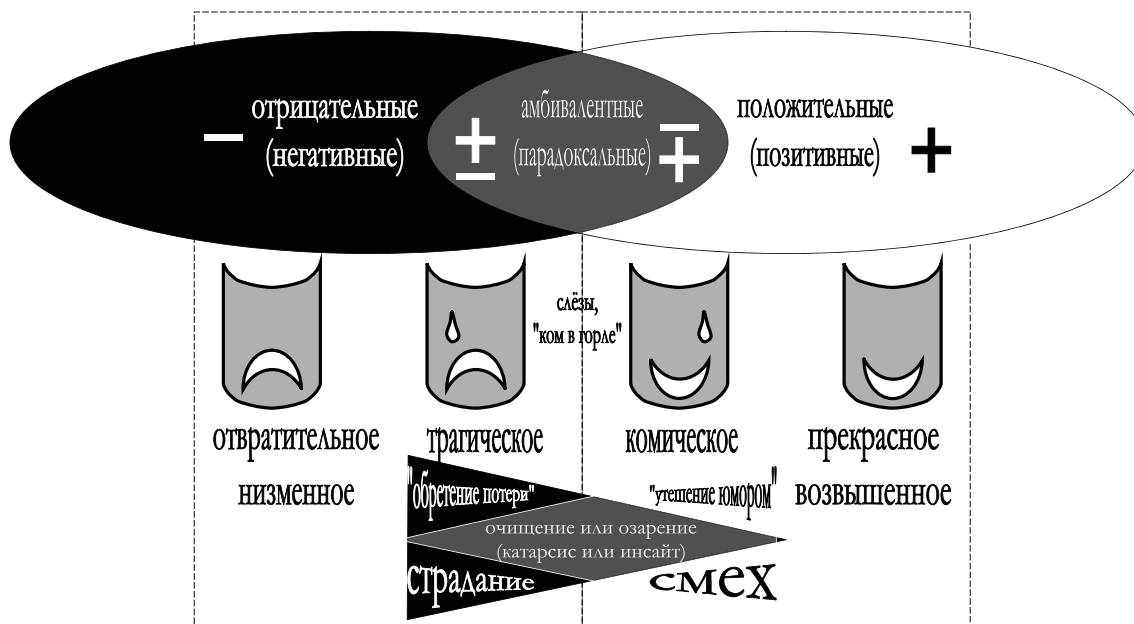 отрицательные
(негативные)
−
+
−
амбивалентные
(парадоксальные)
−
+
положительные
(позитивные)
+
слёзы,
"ком в горле"
отвратительное
низменное
трагическое
комическое
прекрасное
возвышенное
"обретение потери"
"утешение юмором"
очищение или озарение
(катарсис или инсайт)
страдание
смех